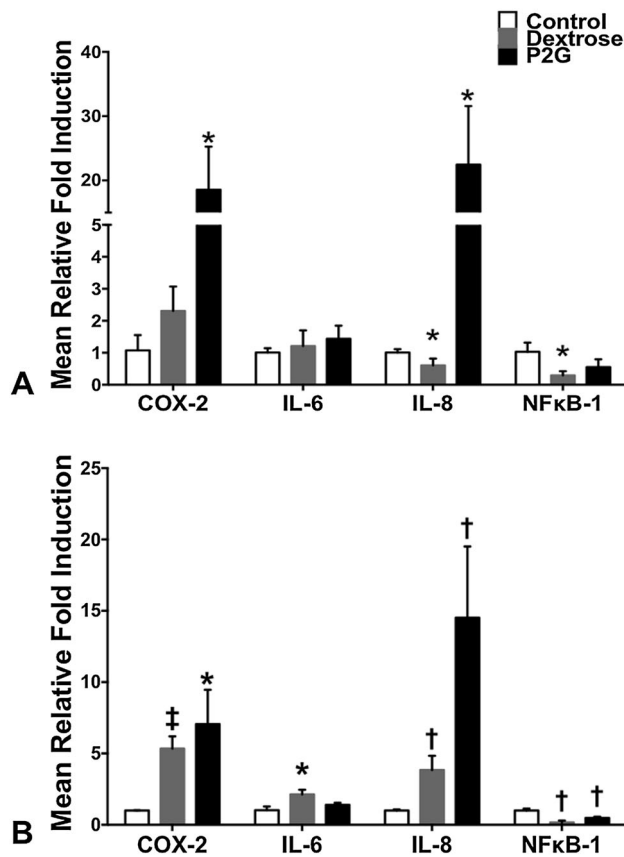 Control
Dextrose
P2G
A
Mean Relative Fold Induction
40
30
20
5
4
3
2
1
0
* * * *
COX-2 IL-6 IL-8 NFκB-1
B
Mean Relative Fold Induction
25
20
15
10
5
0
‡ * * † † † †
COX-2 IL-6 IL-8 NFκB-1